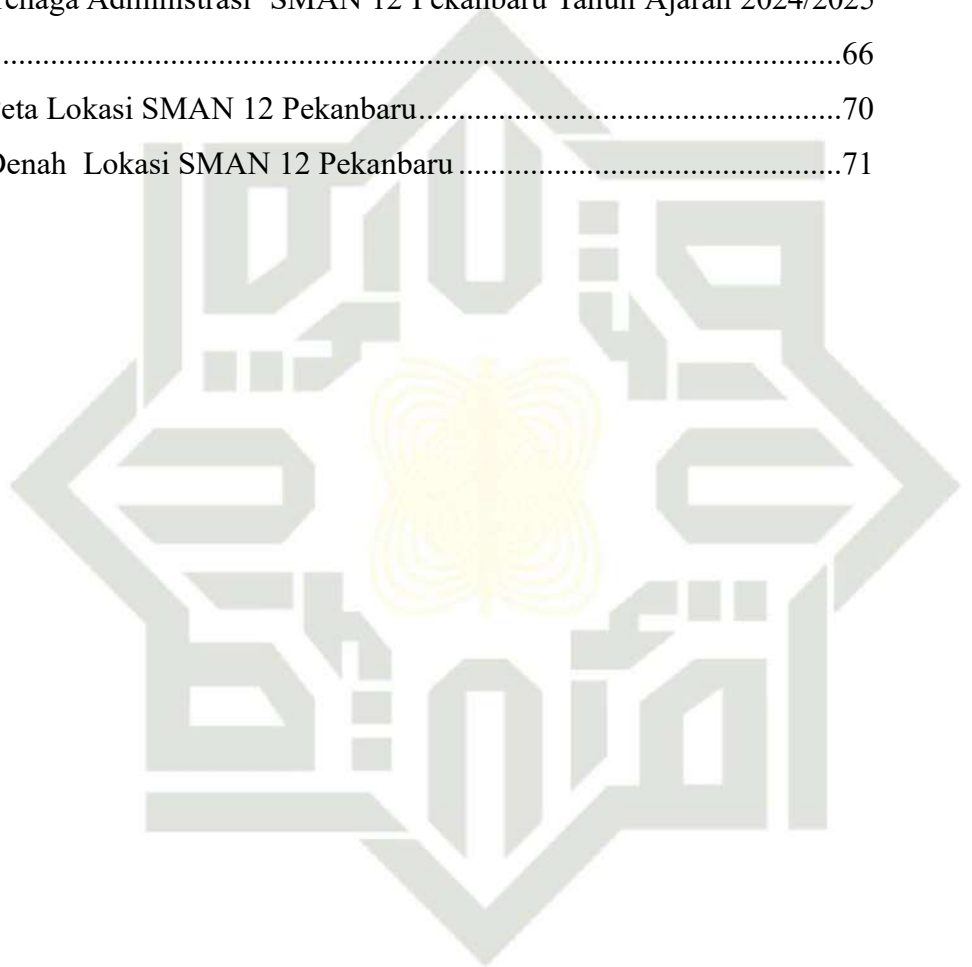 Tenaga Administrasi SMAN 12 Pekanbaru Tahun Ajaran 2024/2025
........................................................................................................66
eta Lokasi SMAN 12 Pekanbaru....................................................70
Denah Lokasi SMAN 12 Pekanbaru ...............................................71